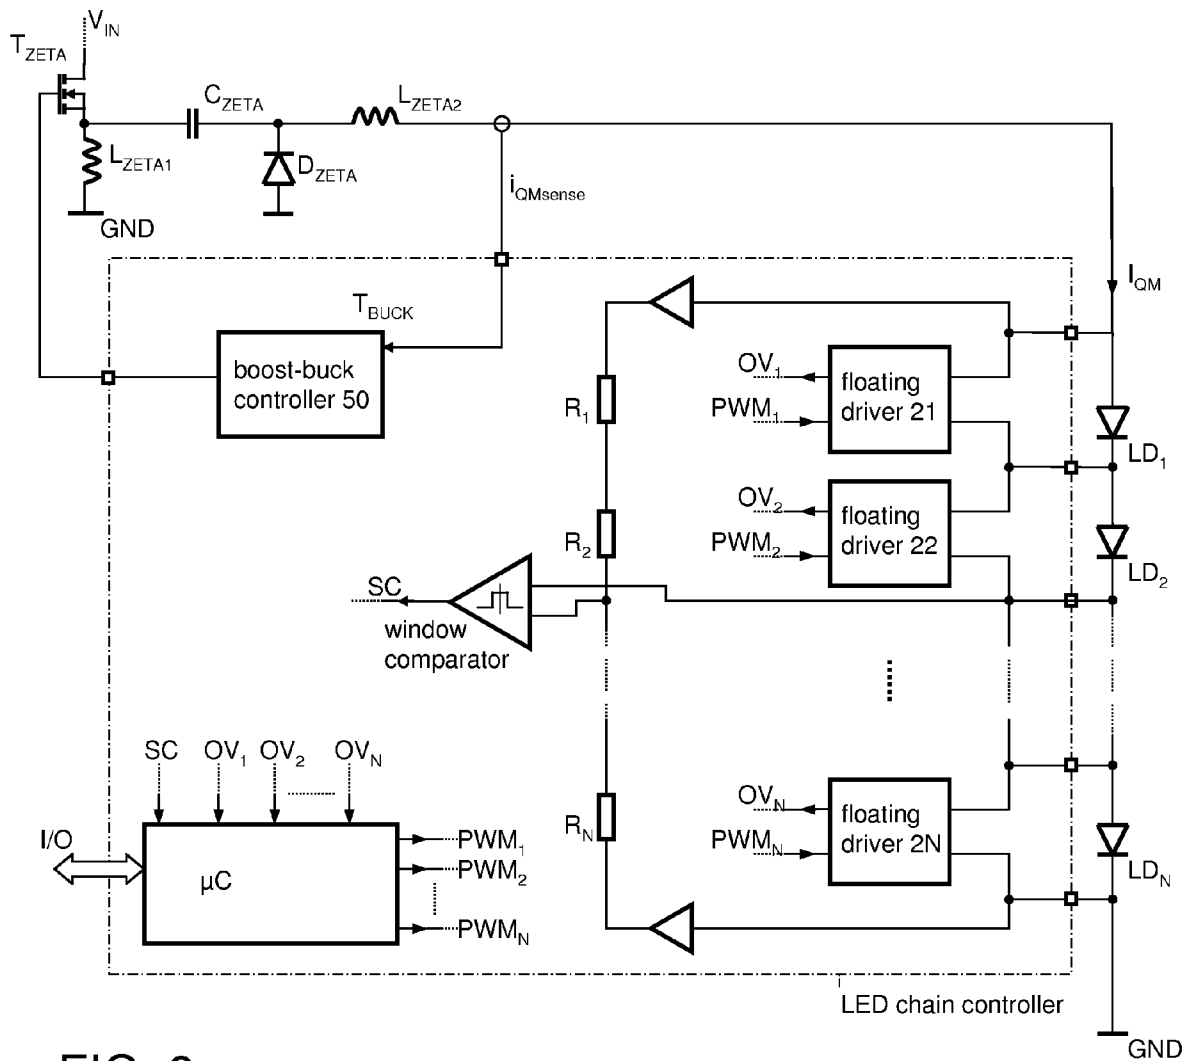 V_IN
T_ZETA
C_ZETA
L_ZETA2
L_ZETA1
D_ZETA
GND
i_QMsense
I_QM
T_BUCK
boost-buck
controller 50
OV_1
PWM_1
floating
driver 21
R_1
LD_1
OV_2
PWM_2
floating
driver 22
R_2
LD_2
SC
window
comparator
SC
OV_1
OV_2
OV_N
I/O
µC
PWM_1
PWM_2
PWM_N
R_N
OV_N
PWM_N
floating
driver 2N
LD_N
LED chain controller
GND